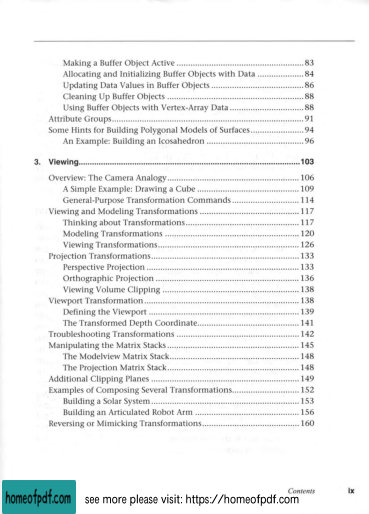 Making a Buffer Object Active ........ 83
Allocating and Initializing Buffer Objects with Data ........ 84
Updating Data Values in Buffer Objects ........ 86
Cleaning Up Buffer Objects ........ 88
Using Buffer Objects with Vertex-Array Data ........ 88
Attribute Groups ........ 91
Some Hints for Building Polygonal Models of Surfaces ........ 94
An Example: Building an Icosahedron ........ 96
3. Viewing ........ 103
Overview: The Camera Analogy ........ 106
A Simple Example: Drawing a Cube ........ 109
General-Purpose Transformation Commands ........ 114
Viewing and Modeling Transformations ........ 117
Thinking about Transformations ........ 117
Modeling Transformations ........ 120
Viewing Transformations ........ 126
Projection Transformations ........ 133
Perspective Projection ........ 133
Orthographic Projection ........ 136
Viewing Volume Clipping ........ 138
Viewport Transformation ........ 138
Defining the Viewport ........ 139
The Transformed Depth Coordinate ........ 141
Troubleshooting Transformations ........ 142
Manipulating the Matrix Stacks ........ 145
The Modelview Matrix Stack ........ 148
The Projection Matrix Stack ........ 148
Additional Clipping Planes ........ 149
Examples of Composing Several Transformations ........ 152
Building a Solar System ........ 153
Building an Articulated Robot Arm ........ 156
Reversing or Mimicking Transformations ........ 160
Contents ix
homeofpdf.com see more please visit: https://homeofpdf.com